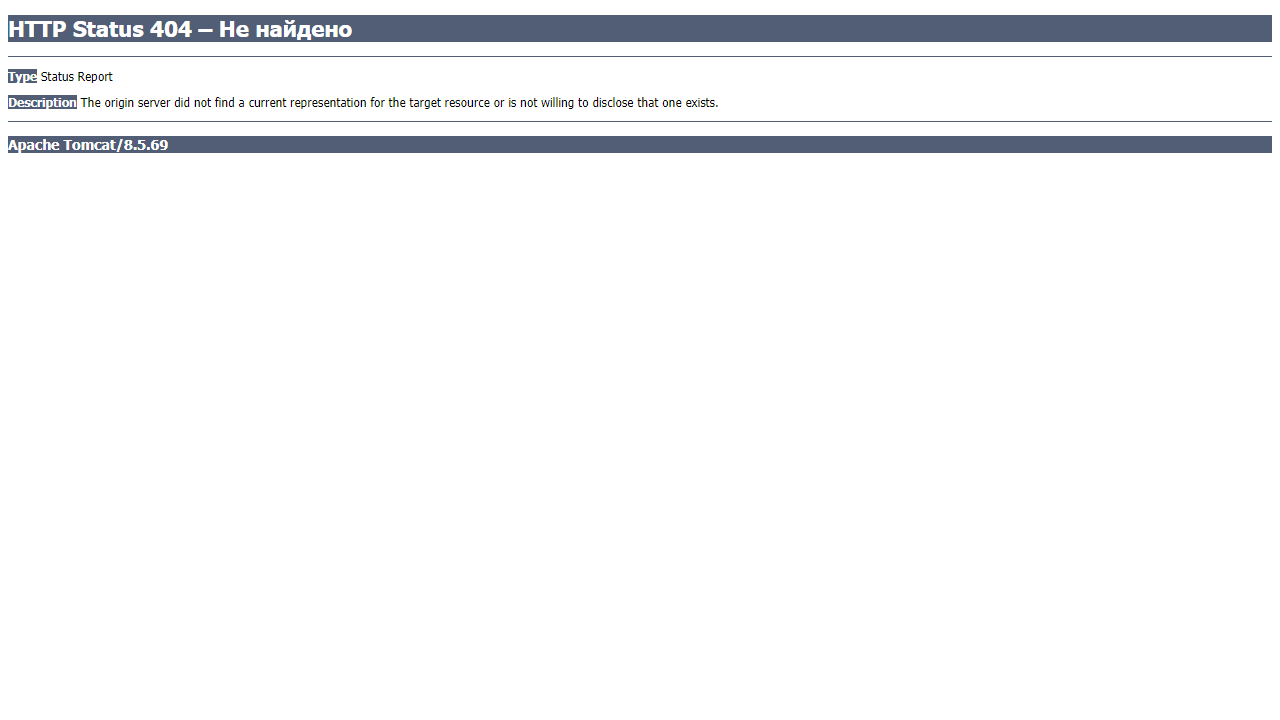 HTTP Status 404 – Не найдено
Type Status Report
Description The origin server did not find a current representation for the target resource or is not willing to disclose that one exists.
Apache Tomcat/8.5.69